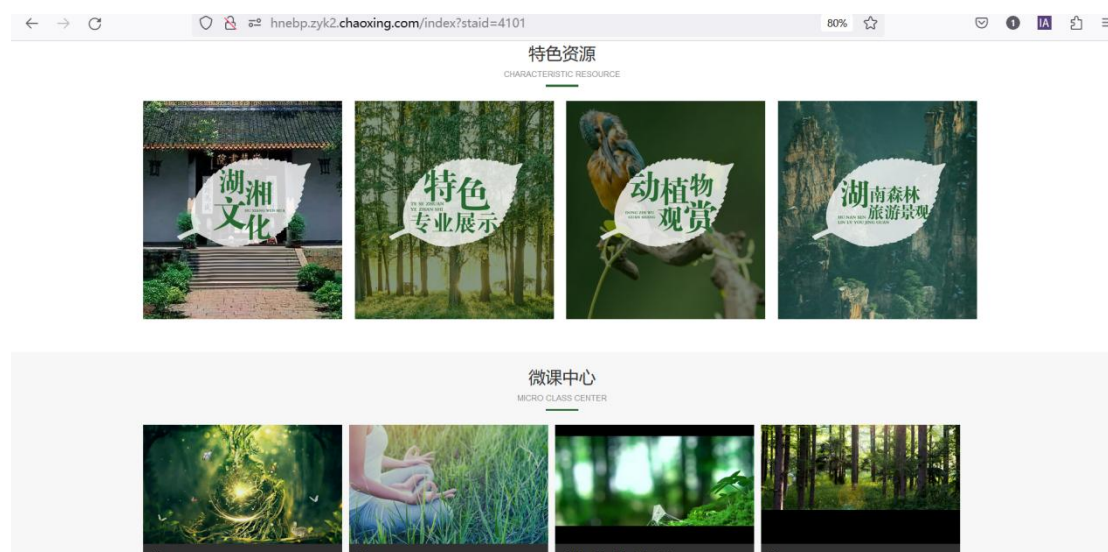 hnebp.zyk2.chaoxing.com/index?staid=4101
80%
1
IA
特色资源
CHARACTERISTIC RESOURCE
湖湘
文化
特色
专业展示
动植物
观赏
湖南森林
旅游景观
微课中心
MICRO CLASS CENTER